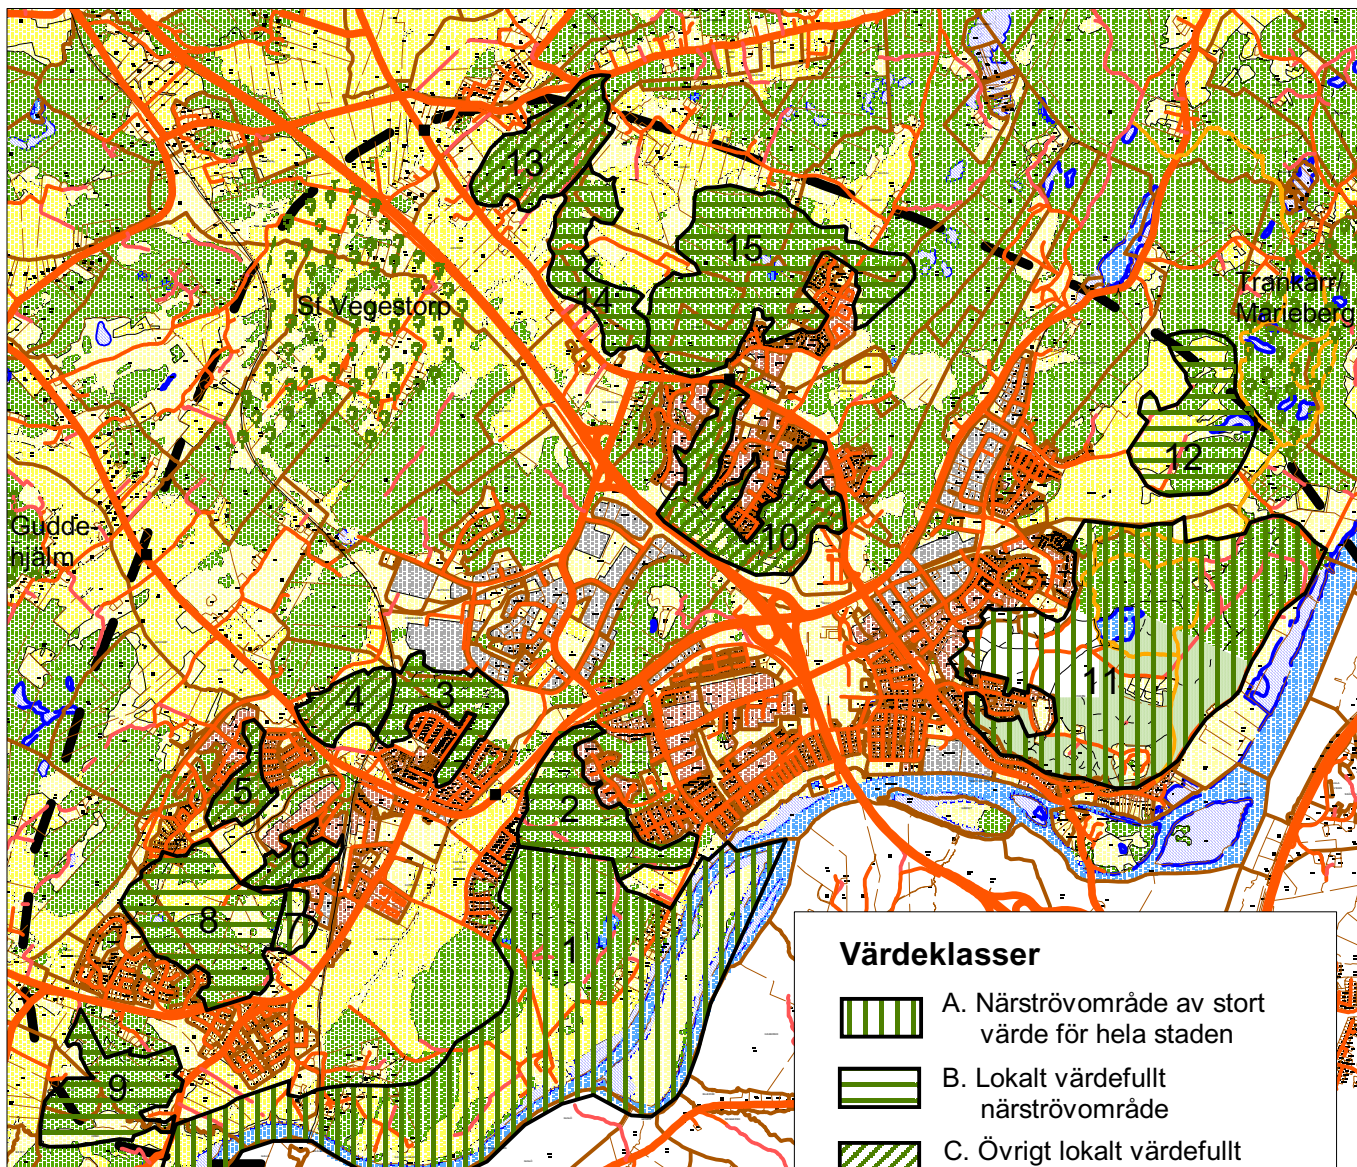 13
15
St Vegestorp
14
Trankärr/
Marieberg
12
10
Gudde-
hjälm
11
4
3
5
2
6
8
7
1
9
Värdeklasser
A. Närströvområde av stort
värde för hela staden
B. Lokalt värdefullt
närströvområde
C. Övrigt lokalt värdefullt